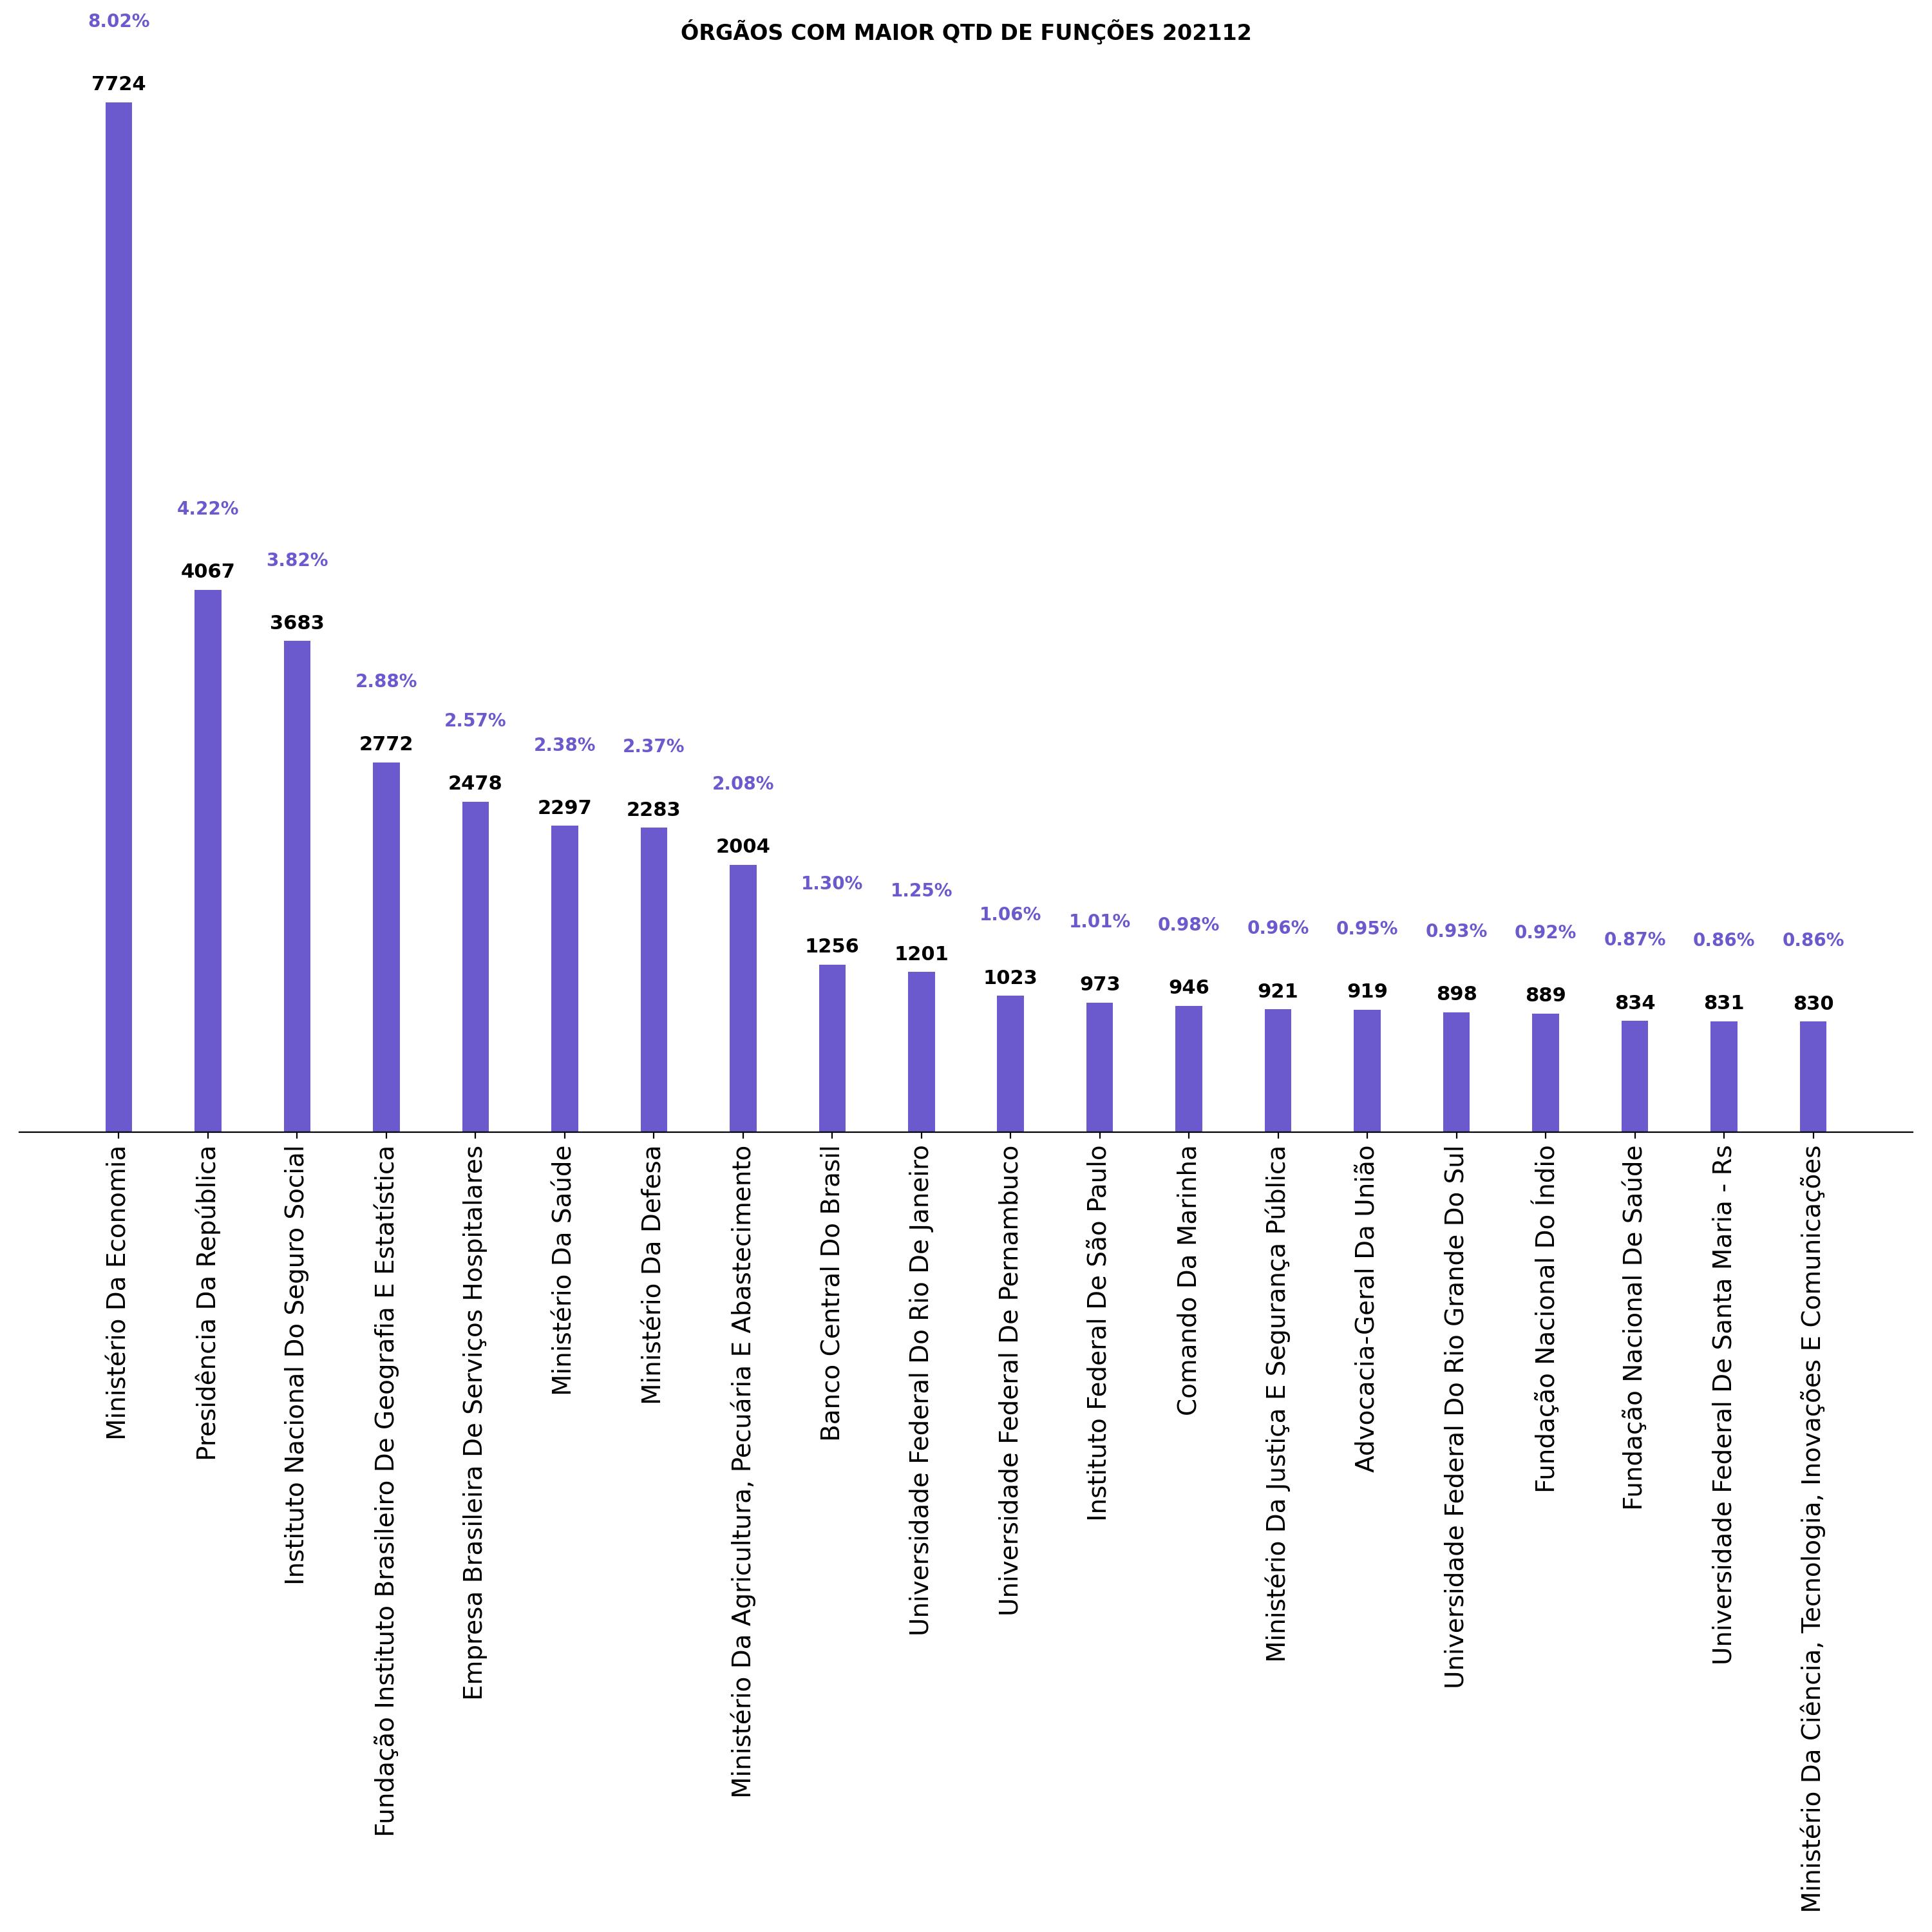 8.02%
ÓRGÃOS COM MAIOR QTD DE FUNÇÕES 202112
7724
4.22%
4067
3.82%
3683
2.88%
2772
2.57%
2478
2.38%
2297
2.37%
2283
2.08%
2004
1.30%
1256
1.25%
1201
1.06%
1023
1.01%
973
0.98%
946
0.96%
921
0.95%
919
0.93%
898
0.92%
889
0.87%
834
0.86%
831
0.86%
830
Ministério Da Economia
Presidência Da República
Instituto Nacional Do Seguro Social
Fundação Instituto Brasileiro De Geografia E Estatística
Empresa Brasileira De Serviços Hospitalares
Ministério Da Saúde
Ministério Da Defesa
Ministério Da Agricultura, Pecuária E Abastecimento
Banco Central Do Brasil
Universidade Federal Do Rio De Janeiro
Universidade Federal De Pernambuco
Instituto Federal De São Paulo
Comando Da Marinha
Ministério Da Justiça E Segurança Pública
Advocacia-Geral Da União
Universidade Federal Do Rio Grande Do Sul
Fundação Nacional Do Índio
Fundação Nacional De Saúde
Universidade Federal De Santa Maria - Rs
Ministério Da Ciência, Tecnologia, Inovações E Comunicações